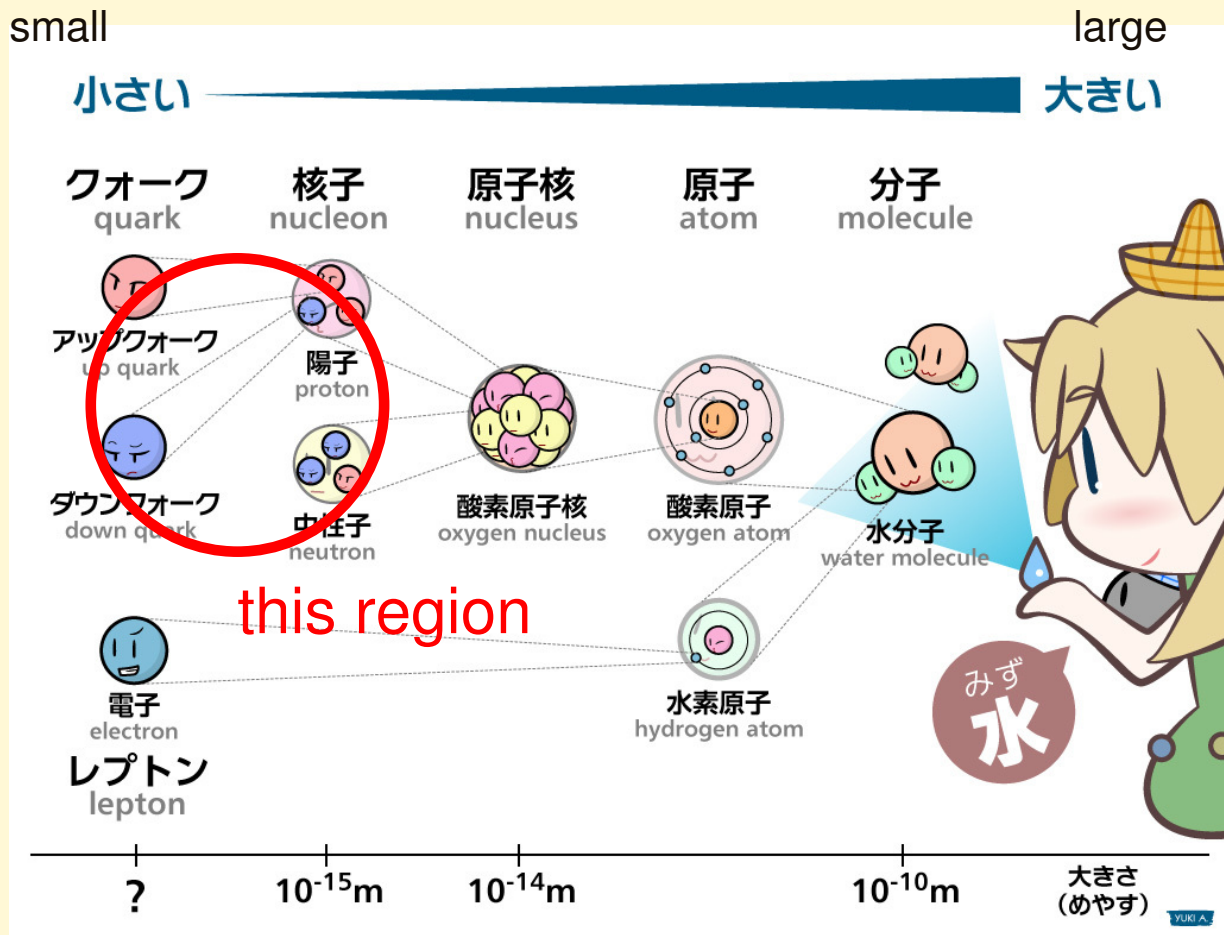 small
large
小さい
大きい
クォーク
quark
核子
nucleon
原子核
nucleus
原子
atom
分子
molecule
アップクォーク
up quark
陽子
proton
ダウンクォーク
down quark
中性子
neutron
酸素原子核
oxygen nucleus
酸素原子
oxygen atom
水分子
water molecule
this region
電子
electron
水素原子
hydrogen atom
みず
水
レプトン
lepton
?
10⁻¹⁵m
10⁻¹⁴m
10⁻¹⁰m
大きさ
(めやす)
YUKI A.